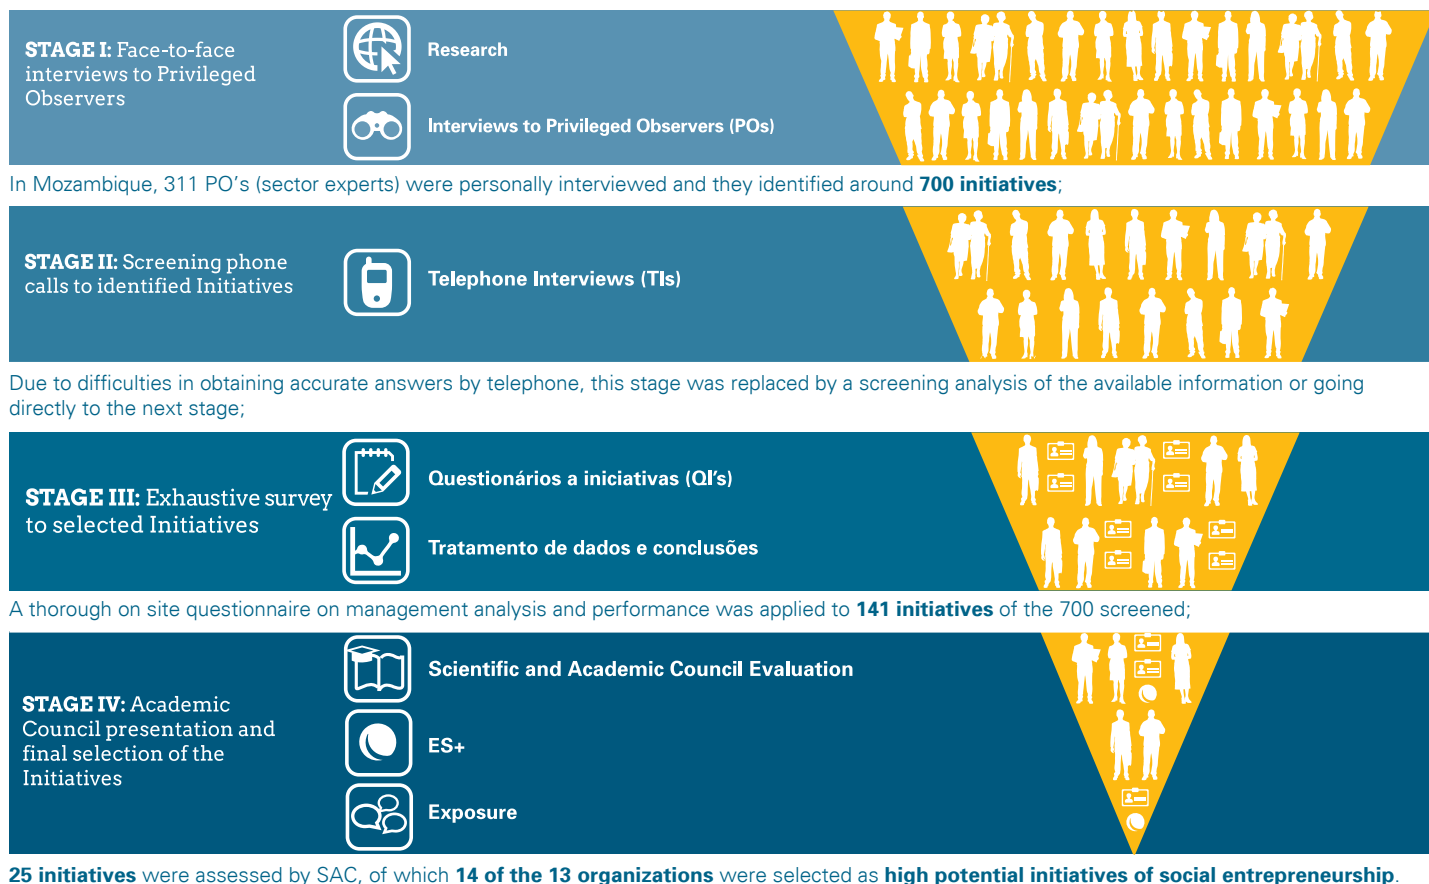 STAGE I: Face-to-face
interviews to Privileged
Observers
Research
Interviews to Privileged Observers (POs)
In Mozambique, 311 PO's (sector experts) were personally interviewed and they identified around 700 initiatives;
STAGE II: Screening phone
calls to identified Initiatives
Telephone Interviews (TIs)
Due to difficulties in obtaining accurate answers by telephone, this stage was replaced by a screening analysis of the available information or going
directly to the next stage;
STAGE III: Exhaustive survey
to selected Initiatives
Questionários a iniciativas (QI's)
Tratamento de dados e conclusões
A thorough on site questionnaire on management analysis and performance was applied to 141 initiatives of the 700 screened;
STAGE IV: Academic
Council presentation and
final selection of the
Initiatives
Scientific and Academic Council Evaluation
ES+
Exposure
25 initiatives were assessed by SAC, of which 14 of the 13 organizations were selected as high potential initiatives of social entrepreneurship.